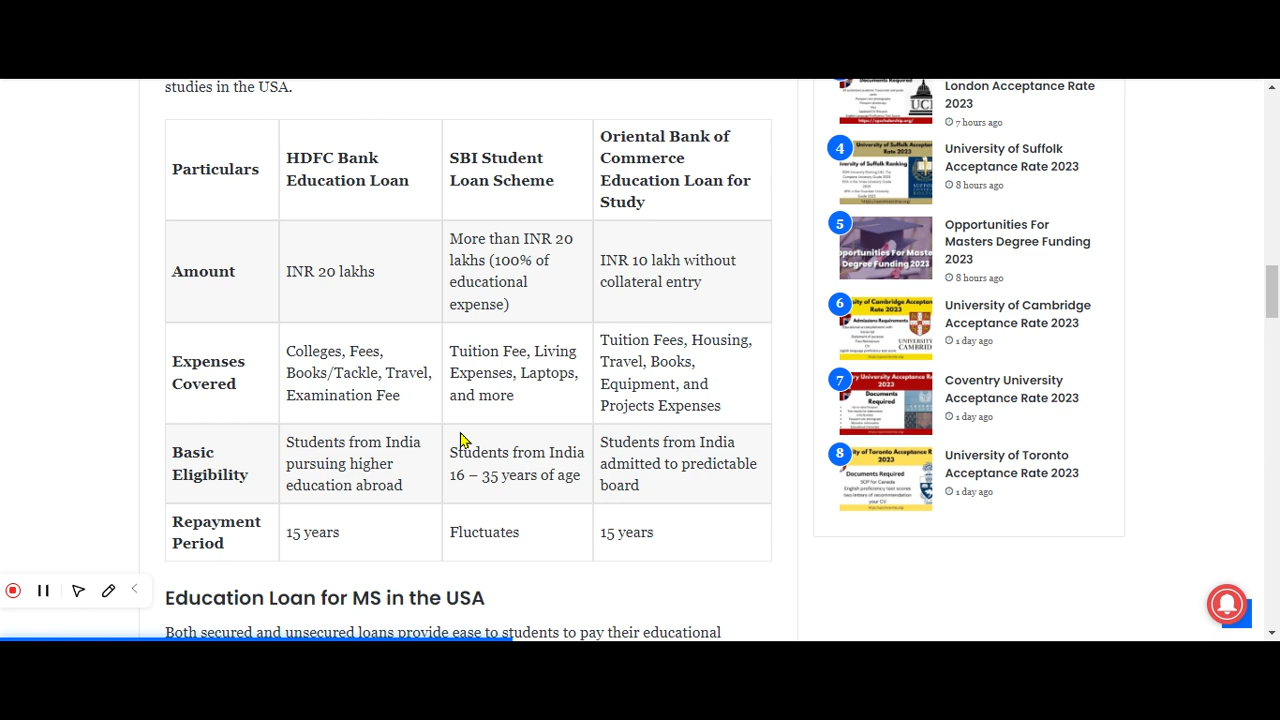 studies in the USA.
Particulars
HDFC Bank
Education Loan
SBI Student
Loan Scheme
Oriental Bank of
Commerce
Education Loan for
Study
Amount
INR 20 lakhs
More than INR 20
lakhs (100% of
educational
expense)
INR 10 lakh without
collateral entry
Expenses
Covered
Colleges, Fees,
Books/Tackle, Travel,
Examination Fee
Tuition Fee, Living
Expenses, Laptops,
and more
Tuition Fees, Housing,
Travel, Books,
Equipment, and
Projects Expenses
Basic
Eligibility
Students from India
pursuing higher
education abroad
Students from India
– 35 years of age
Students from India
admitted to predictable
board
Repayment
Period
15 years
Fluctuates
15 years
Education Loan for MS in the USA
Both secured and unsecured loans provide ease to students to pay their educational
London Acceptance Rate
2023
7 hours ago
4
University of Suffolk
Acceptance Rate 2023
8 hours ago
5
Opportunities For
Masters Degree Funding
2023
8 hours ago
6
University of Cambridge
Acceptance Rate 2023
1 day ago
7
Coventry University
Acceptance Rate 2023
1 day ago
8
University of Toronto
Acceptance Rate 2023
1 day ago